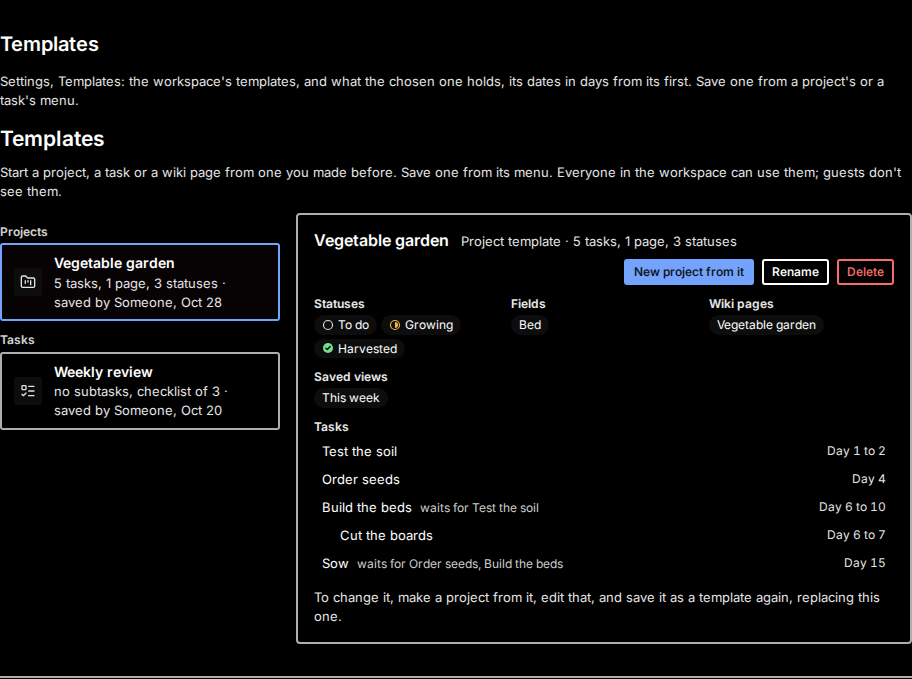 Templates
Settings, Templates: the workspace's templates, and what the chosen one holds, its dates in days from its first. Save one from a project's or a
task's menu.
Templates
Start a project, a task or a wiki page from one you made before. Save one from its menu. Everyone in the workspace can use them; guests don't
see them.
Projects
Vegetable garden
5 tasks, 1 page, 3 statuses ·
saved by Someone, Oct 28
Tasks
Weekly review
no subtasks, checklist of 3 ·
saved by Someone, Oct 20
Vegetable garden Project template · 5 tasks, 1 page, 3 statuses
New project from it Rename Delete
Statuses Fields Wiki pages
To do Growing Bed Vegetable garden
Harvested
Saved views
This week
Tasks
Test the soil Day 1 to 2
Order seeds Day 4
Build the beds waits for Test the soil Day 6 to 10
Cut the boards Day 6 to 7
Sow waits for Order seeds, Build the beds Day 15
To change it, make a project from it, edit that, and save it as a template again, replacing this
one.